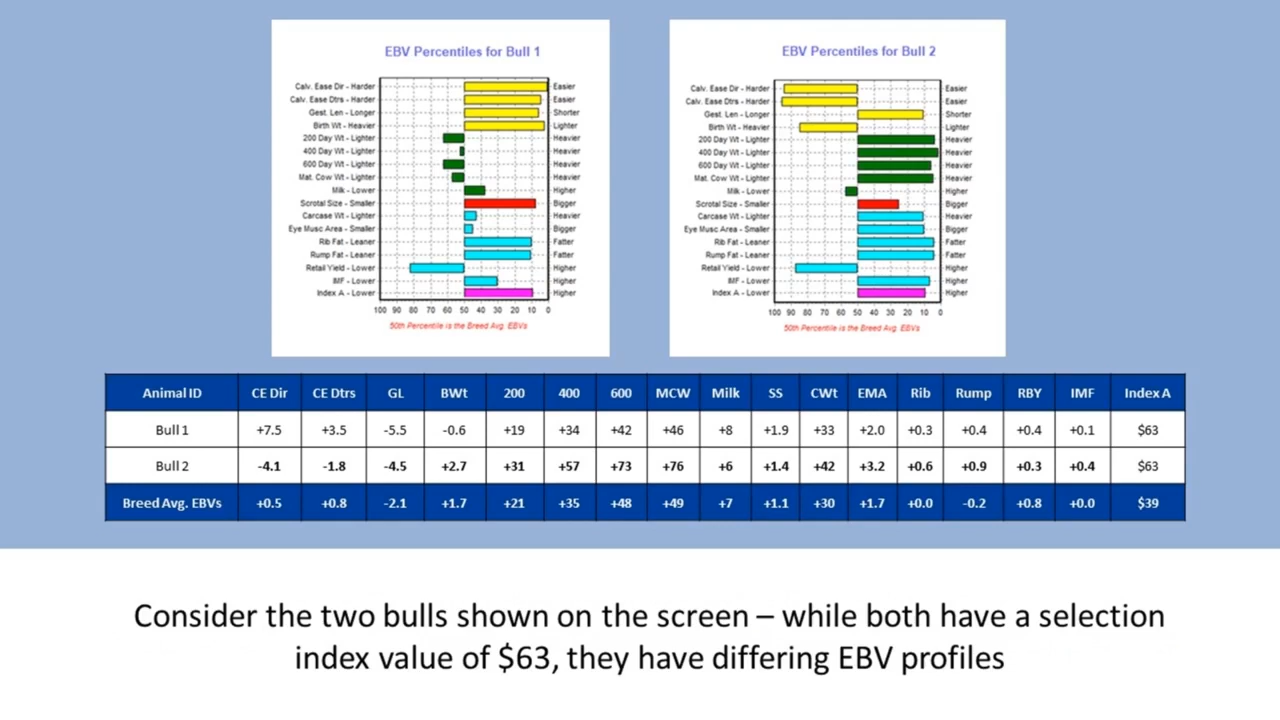 EBV Percentiles for Bull 1
Calv. Ease Dir - Harder Easier
Calv. Ease Dtrs - Harder Easier
Gest. Len - Longer Shorter
Birth Wt - Heavier Lighter
200 Day Wt - Lighter Heavier
400 Day Wt - Lighter Heavier
600 Day Wt - Lighter Heavier
Mat. Cow Wt - Lighter Heavier
Milk - Lower Higher
Scrotal Size - Smaller Bigger
Carcase Wt - Lighter Heavier
Eye Musc Area - Smaller Bigger
Rib Fat - Leaner Fatter
Rump Fat - Leaner Fatter
Retail Yield - Lower Higher
IMF - Lower Higher
Index A - Lower Higher
100 90 80 70 60 50 40 30 20 10 0
50th Percentile is the Breed Avg. EBVs
EBV Percentiles for Bull 2
Calv. Ease Dir - Harder Easier
Calv. Ease Dtrs - Harder Easier
Gest. Len - Longer Shorter
Birth Wt - Heavier Lighter
200 Day Wt - Lighter Heavier
400 Day Wt - Lighter Heavier
600 Day Wt - Lighter Heavier
Mat. Cow Wt - Lighter Heavier
Milk - Lower Higher
Scrotal Size - Smaller Bigger
Carcase Wt - Lighter Heavier
Eye Musc Area - Smaller Bigger
Rib Fat - Leaner Fatter
Rump Fat - Leaner Fatter
Retail Yield - Lower Higher
IMF - Lower Higher
Index A - Lower Higher
100 90 80 70 60 50 40 30 20 10 0
50th Percentile is the Breed Avg. EBVs
Animal ID CE Dir CE Dtrs GL BWt 200 400 600 MCW Milk SS CWt EMA Rib Rump RBY IMF Index A
Bull 1 +7.5 +3.5 -5.5 -0.6 +19 +34 +42 +46 +8 +1.9 +33 +2.0 +0.3 +0.4 +0.4 +0.1 $63
Bull 2 -4.1 -1.8 -4.5 +2.7 +31 +57 +73 +76 +6 +1.4 +42 +3.2 +0.6 +0.9 +0.3 +0.4 $63
Breed Avg. EBVs +0.5 +0.8 -2.1 +1.7 +21 +35 +48 +49 +7 +1.1 +30 +1.7 +0.0 -0.2 +0.8 +0.0 $39
Consider the two bulls shown on the screen – while both have a selection
index value of $63, they have differing EBV profiles